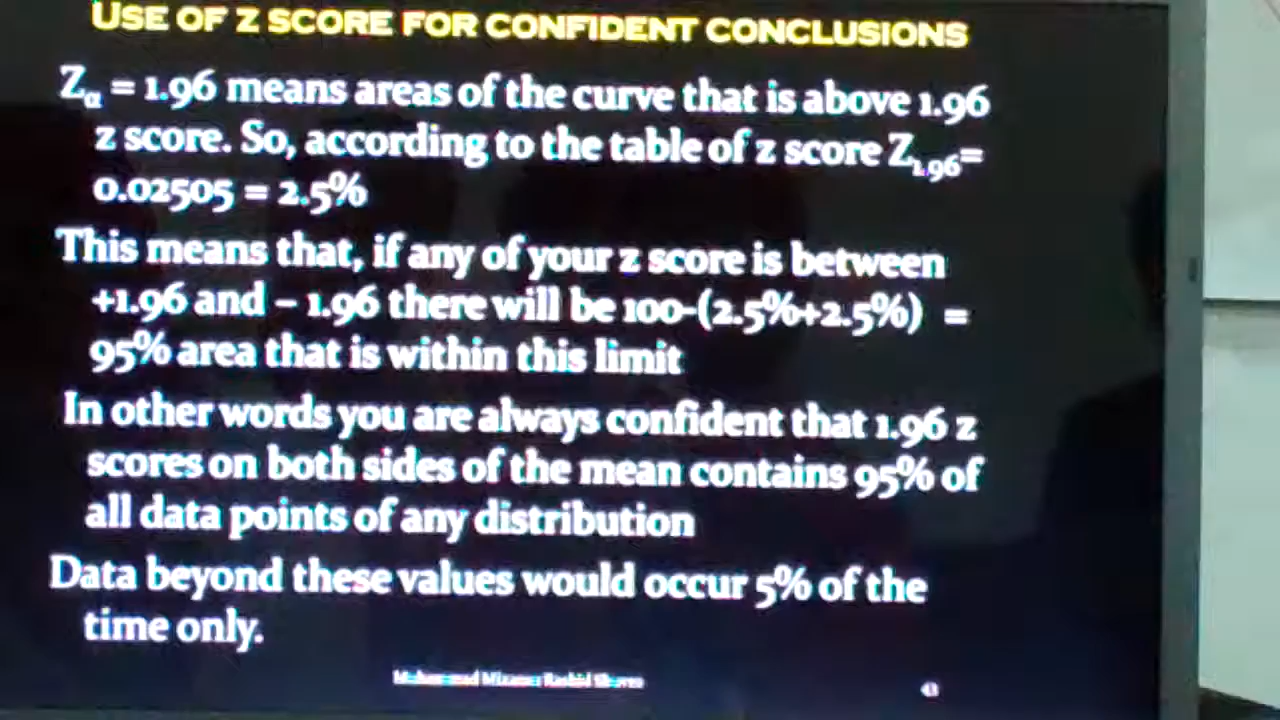 USE OF Z SCORE FOR CONFIDENT CONCLUSIONS
Zα = 1.96 means areas of the curve that is above 1.96
z score. So, according to the table of z score Z1.96=
0.02505 = 2.5%
This means that, if any of your z score is between
+1.96 and – 1.96 there will be 100-(2.5%+2.5%) =
95% area that is within this limit
In other words you are always confident that 1.96 z
scores on both sides of the mean contains 95% of
all data points of any distribution
Data beyond these values would occur 5% of the
time only.
Rashid
43